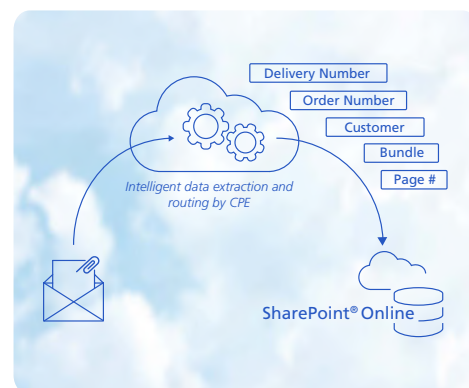 Delivery Number
Order Number
Customer
Bundle
Page #
Intelligent data extraction and
routing by CPE
SharePoint® Online